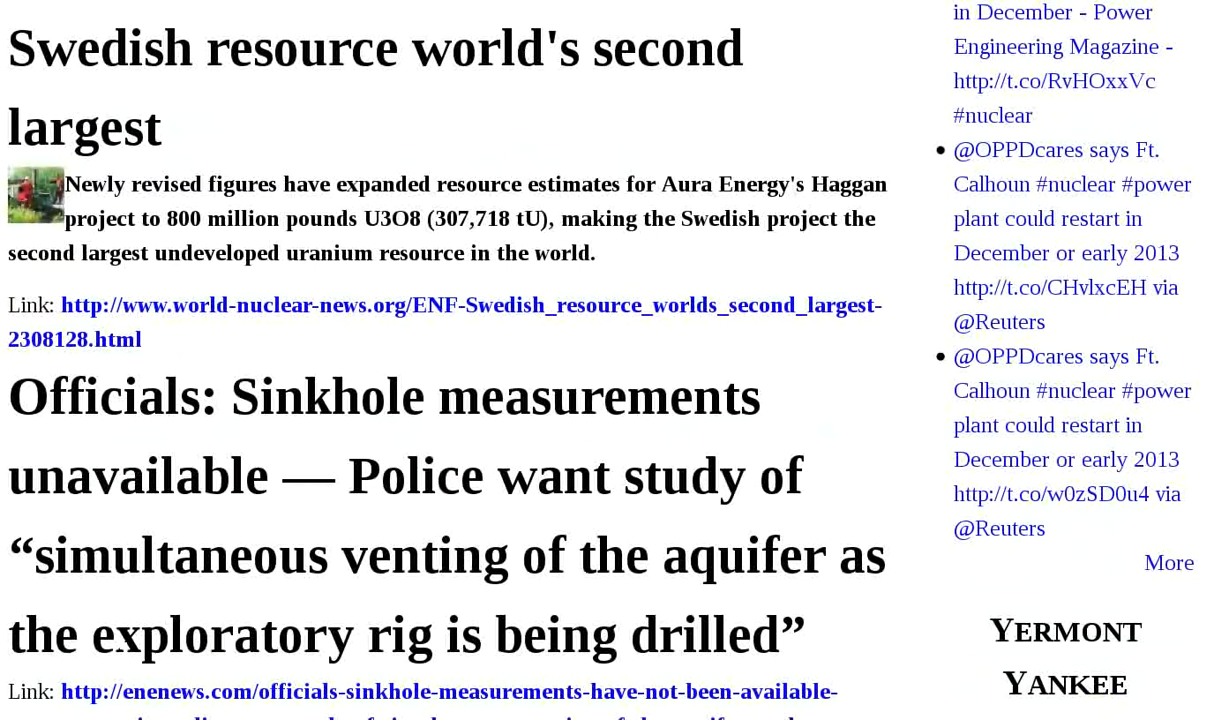 Swedish resource world's second
largest
Newly revised figures have expanded resource estimates for Aura Energy's Haggan
project to 800 million pounds U3O8 (307,718 tU), making the Swedish project the
second largest undeveloped uranium resource in the world.
Link: http://www.world-nuclear-news.org/ENF-Swedish_resource_worlds_second_largest-
2308128.html
Officials: Sinkhole measurements
unavailable — Police want study of
“simultaneous venting of the aquifer as
the exploratory rig is being drilled”
Link: http://enenews.com/officials-sinkhole-measurements-have-not-been-available-
in December - Power
Engineering Magazine -
http://t.co/RvHOxxVc
#nuclear
• @OPPDcares says Ft.
Calhoun #nuclear #power
plant could restart in
December or early 2013
http://t.co/CHvlxcEH via
@Reuters
• @OPPDcares says Ft.
Calhoun #nuclear #power
plant could restart in
December or early 2013
http://t.co/w0zSD0u4 via
@Reuters
More
YERMONT
YANKEE